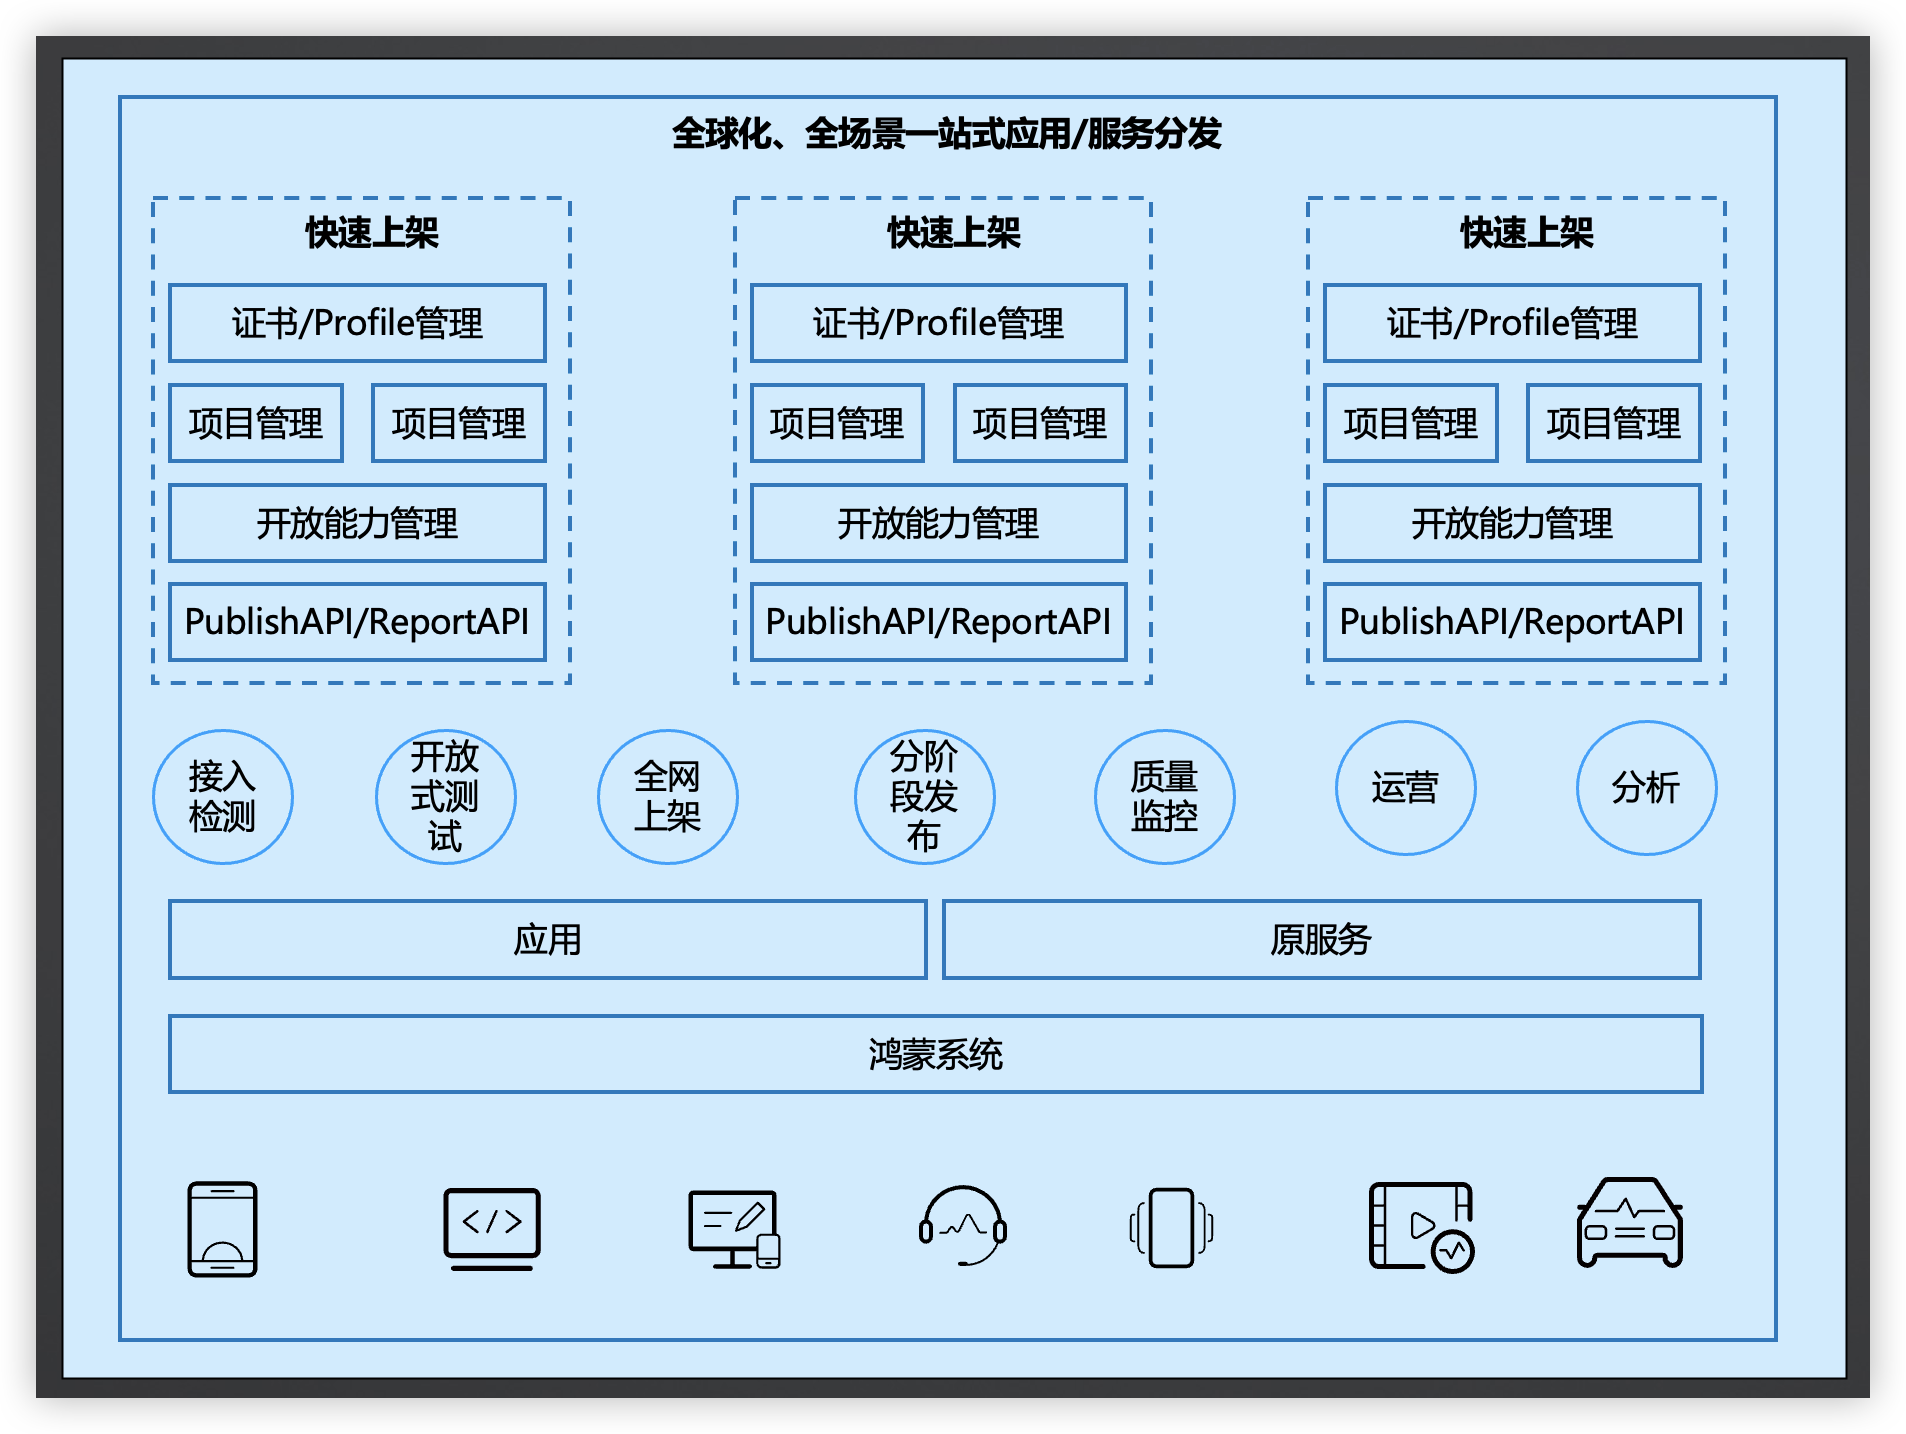 全球化、全场景一站式应用/服务分发
快速上架
证书/Profile管理
项目管理
项目管理
开放能力管理
PublishAPI/ReportAPI
快速上架
证书/Profile管理
项目管理
项目管理
开放能力管理
PublishAPI/ReportAPI
快速上架
证书/Profile管理
项目管理
项目管理
开放能力管理
PublishAPI/ReportAPI
接入
检测
开放
式测
试
全网
上架
分阶
段发
布
质量
监控
运营
分析
应用
原服务
鸿蒙系统